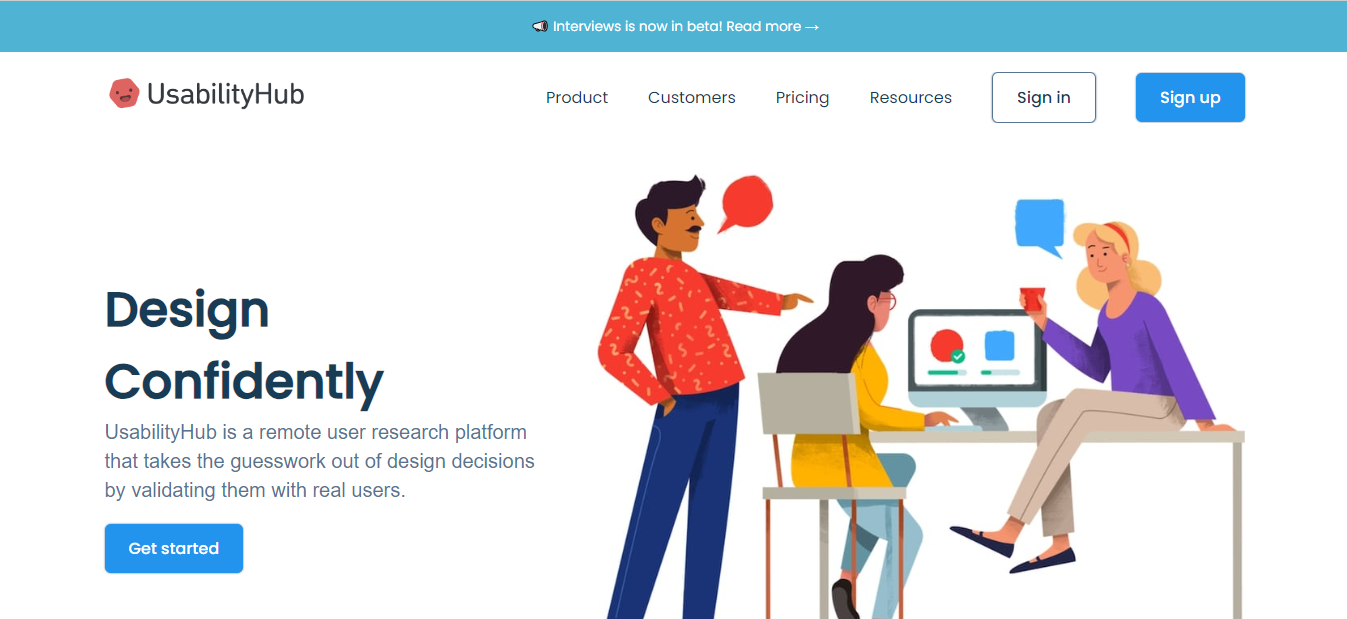 📢 Interviews is now in beta! Read more →
UsabilityHub
Product Customers Pricing Resources Sign in Sign up
Design
Confidently
UsabilityHub is a remote user research platform
that takes the guesswork out of design decisions
by validating them with real users.
Get started